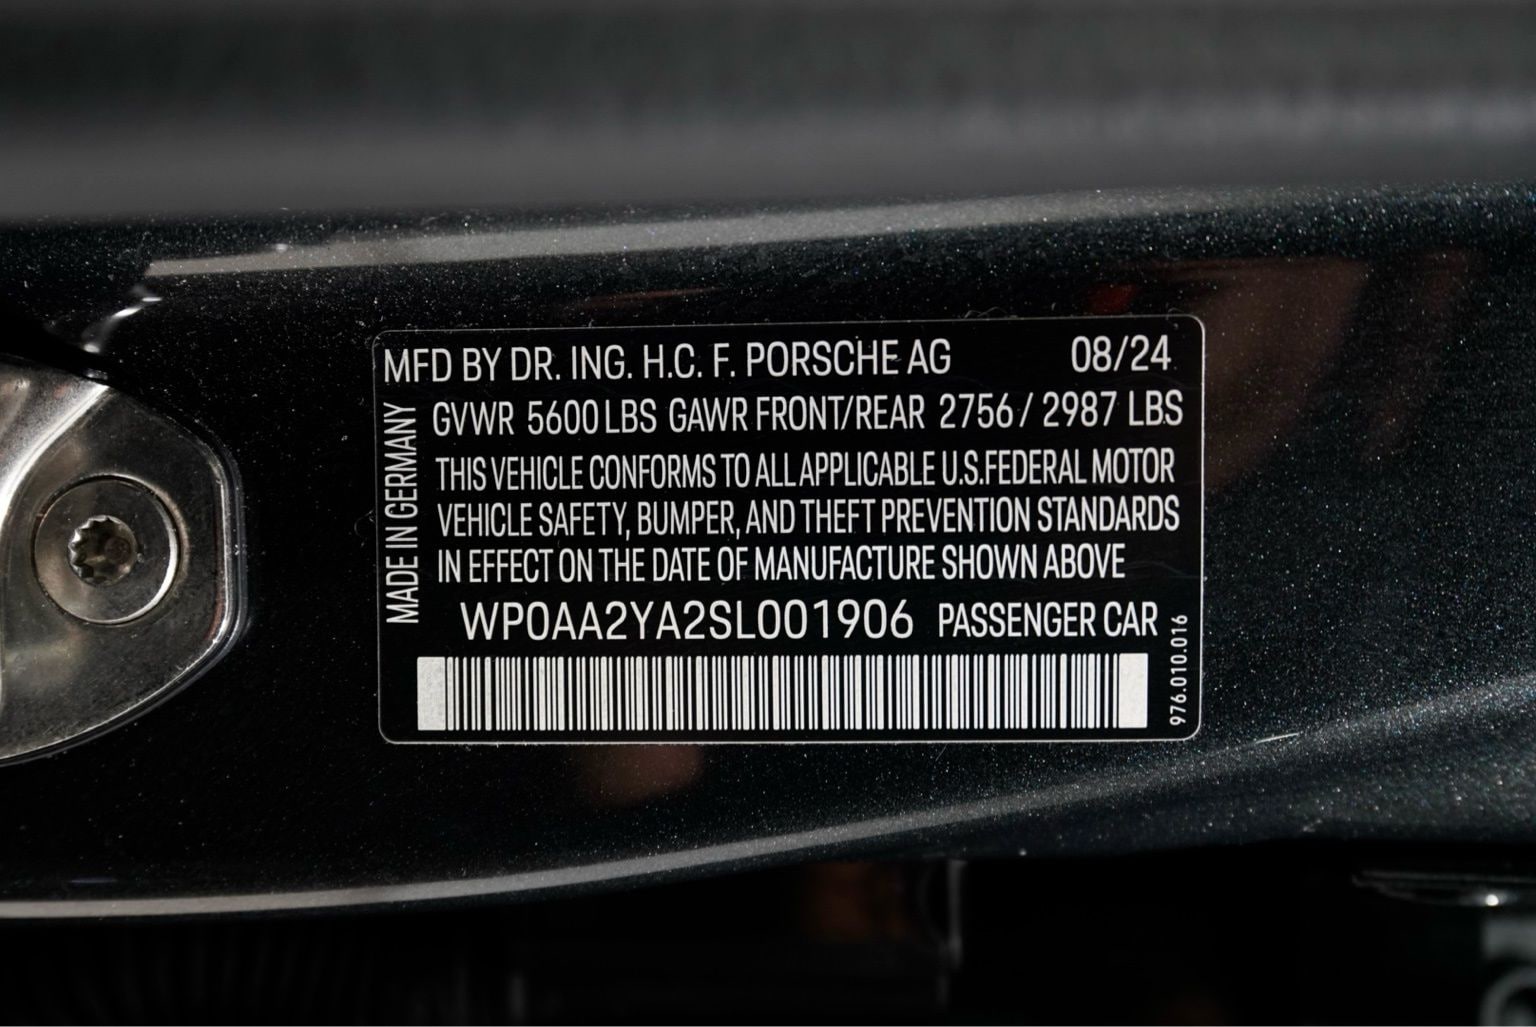 MFD BY DR. ING. H.C. F. PORSCHE AG 08/24
GVWR 5600 LBS GAWR FRONT/REAR 2756 / 2987 LBS
THIS VEHICLE CONFORMS TO ALL APPLICABLE U.S.FEDERAL MOTOR
VEHICLE SAFETY, BUMPER, AND THEFT PREVENTION STANDARDS
IN EFFECT ON THE DATE OF MANUFACTURE SHOWN ABOVE
WP0AA2YA2SL001906 PASSENGER CAR
MADE IN GERMANY
976.010.016